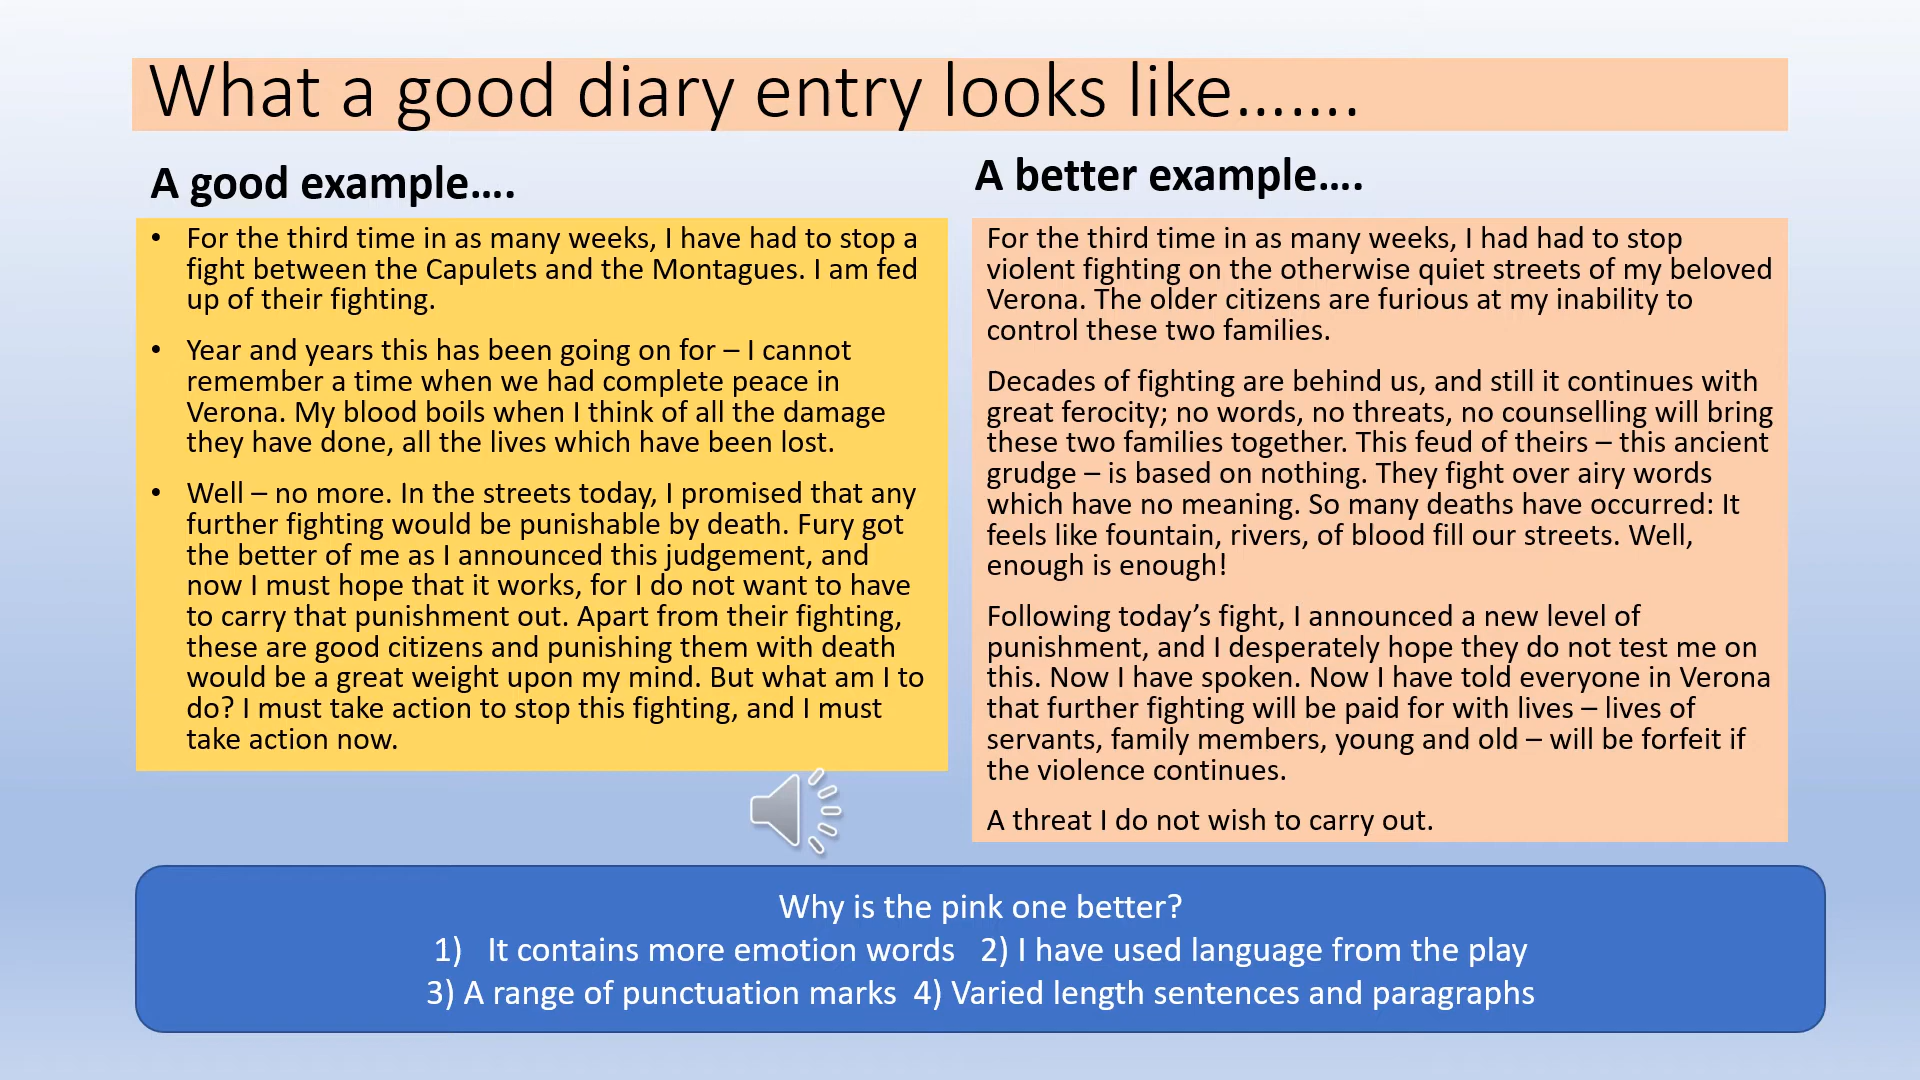 What a good diary entry looks like…….
A good example….
• For the third time in as many weeks, I have had to stop a
fight between the Capulets and the Montagues. I am fed
up of their fighting.
• Year and years this has been going on for – I cannot
remember a time when we had complete peace in
Verona. My blood boils when I think of all the damage
they have done, all the lives which have been lost.
• Well – no more. In the streets today, I promised that any
further fighting would be punishable by death. Fury got
the better of me as I announced this judgement, and
now I must hope that it works, for I do not want to have
to carry that punishment out. Apart from their fighting,
these are good citizens and punishing them with death
would be a great weight upon my mind. But what am I to
do? I must take action to stop this fighting, and I must
take action now.
A better example….
For the third time in as many weeks, I had had to stop
violent fighting on the otherwise quiet streets of my beloved
Verona. The older citizens are furious at my inability to
control these two families.
Decades of fighting are behind us, and still it continues with
great ferocity; no words, no threats, no counselling will bring
these two families together. This feud of theirs – this ancient
grudge – is based on nothing. They fight over airy words
which have no meaning. So many deaths have occurred: It
feels like fountain, rivers, of blood fill our streets. Well,
enough is enough!
Following today’s fight, I announced a new level of
punishment, and I desperately hope they do not test me on
this. Now I have spoken. Now I have told everyone in Verona
that further fighting will be paid for with lives – lives of
servants, family members, young and old – will be forfeit if
the violence continues.
A threat I do not wish to carry out.
Why is the pink one better?
1) It contains more emotion words 2) I have used language from the play
3) A range of punctuation marks 4) Varied length sentences and paragraphs